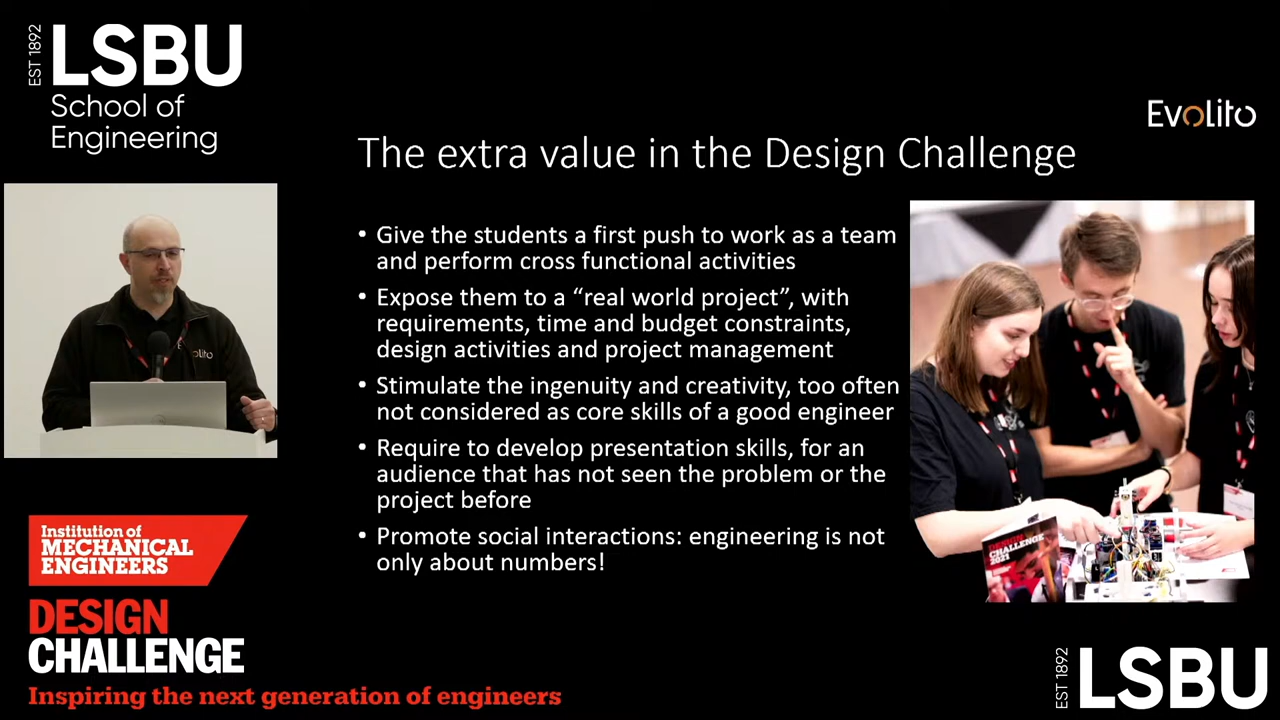 EST 1892
LSBU
School of
Engineering
Evolito
The extra value in the Design Challenge
• Give the students a first push to work as a team
and perform cross functional activities
• Expose them to a “real world project”, with
requirements, time and budget constraints,
design activities and project management
• Stimulate the ingenuity and creativity, too often
not considered as core skills of a good engineer
• Require to develop presentation skills, for an
audience that has not seen the problem or the
project before
• Promote social interactions: engineering is not
only about numbers!
olito
DESIGN
CHALLENGE
2021
Institution of
MECHANICAL
ENGINEERS
DESIGN
CHALLENGE
Inspiring the next generation of engineers
EST 1892
LSBU